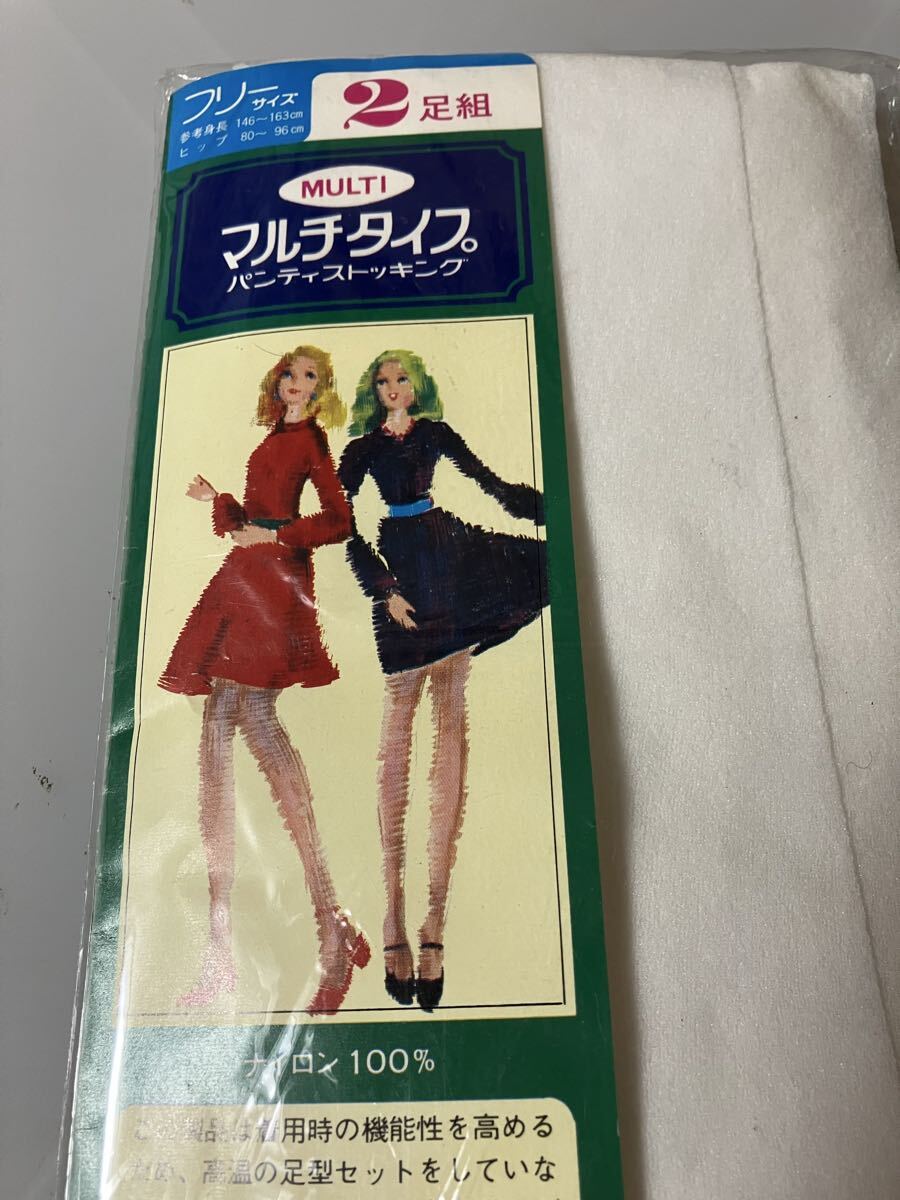 フリーサイズ
参考身長 146～163cm
ヒップ 80～ 96cm
2足組
MULTI
マルチタイプ。
パンティストッキング
ナイロン 100%
この製品は着用時の機能性を高める
ため、高温の足型セットをしていな